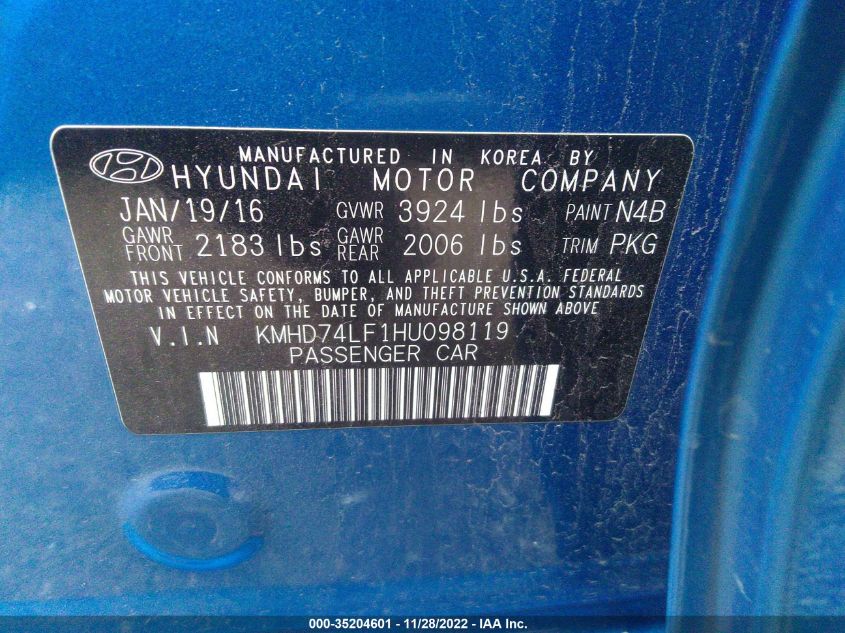 MANUFACTURED IN KOREA BY
HYUNDAI MOTOR COMPANY
JAN/19/16 GVWR 3924 lbs PAINT N4B
GAWR FRONT 2183 lbs GAWR REAR 2006 lbs TRIM PKG
THIS VEHICLE CONFORMS TO ALL APPLICABLE U.S.A. FEDERAL
MOTOR VEHICLE SAFETY, BUMPER, AND THEFT PREVENTION STANDARDS
IN EFFECT ON THE DATE OF MANUFACTURE SHOWN ABOVE
V.I.N KMHD74LF1HU098119
PASSENGER CAR
000-35204601 - 11/28/2022 - IAA Inc.